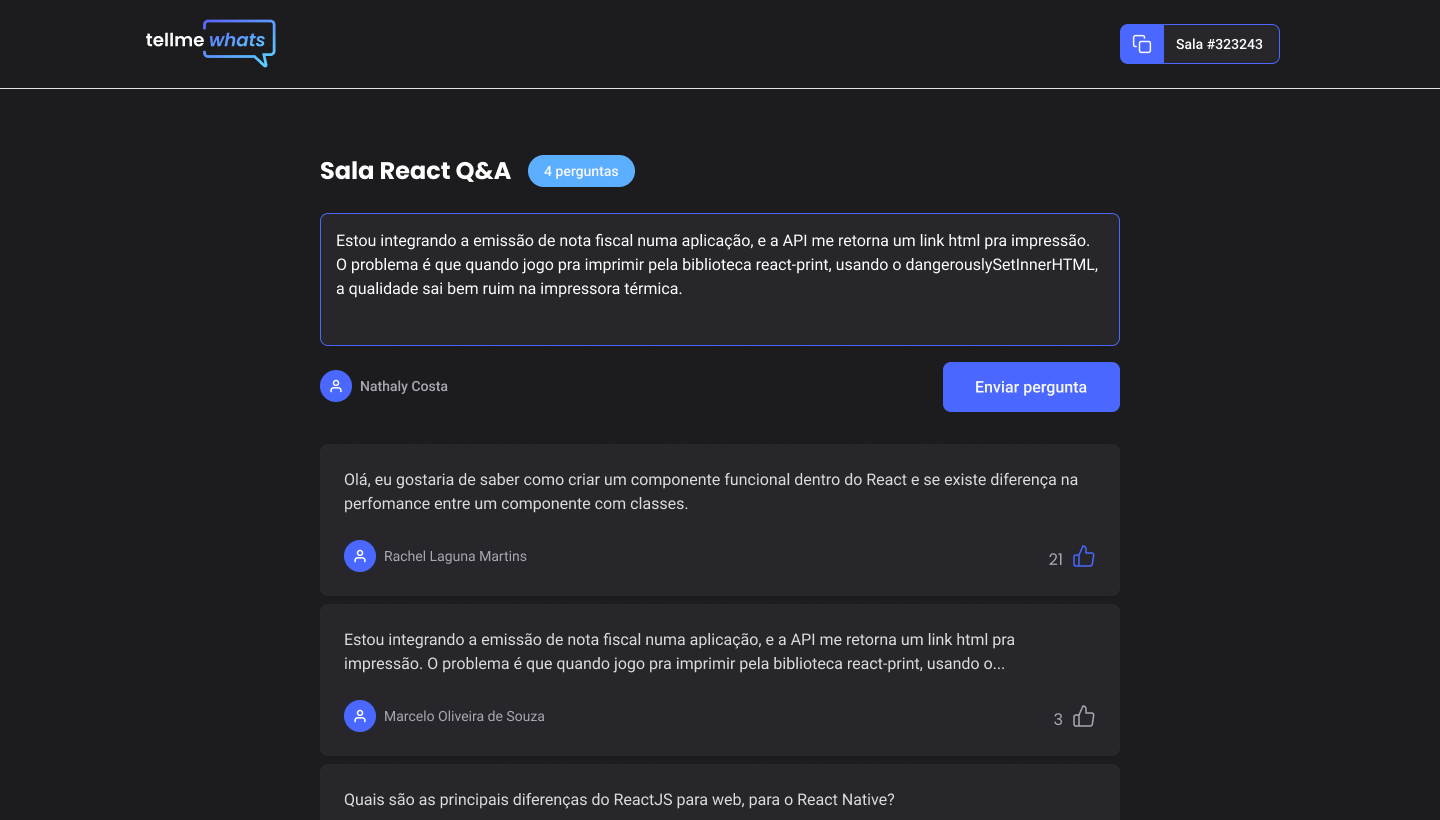 tellme whats
Sala #323243
Sala React Q&A
4 perguntas
Estou integrando a emissão de nota fiscal numa aplicação, e a API me retorna um link html pra impressão.
O problema é que quando jogo pra imprimir pela biblioteca react-print, usando o dangerouslySetInnerHTML,
a qualidade sai bem ruim na impressora térmica.
Nathaly Costa
Enviar pergunta
Olá, eu gostaria de saber como criar um componente funcional dentro do React e se existe diferença na
perfomance entre um componente com classes.
Rachel Laguna Martins
21
Estou integrando a emissão de nota fiscal numa aplicação, e a API me retorna um link html pra
impressão. O problema é que quando jogo pra imprimir pela biblioteca react-print, usando o...
Marcelo Oliveira de Souza
3
Quais são as principais diferenças do ReactJS para web, para o React Native?